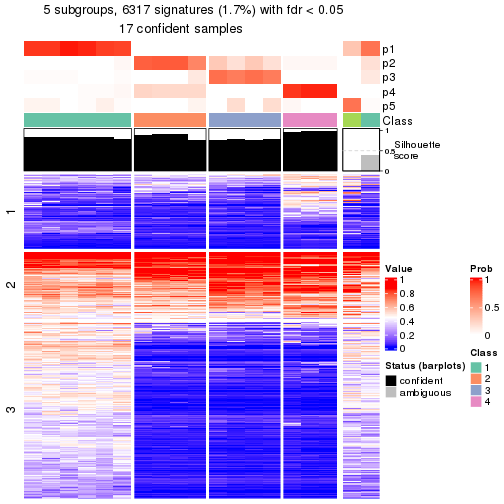 5 subgroups, 6317 signatures (1.7%) with fdr < 0.05
17 confident samples
p1
p2
p3
p4
p5
Class
1
0.5
0
Silhouette
score
1
2
3
Value
1
0.8
0.6
0.4
0.2
0
Status (barplots)
confident
ambiguous
Prob
1
0.5
0
Class
1
2
3
4